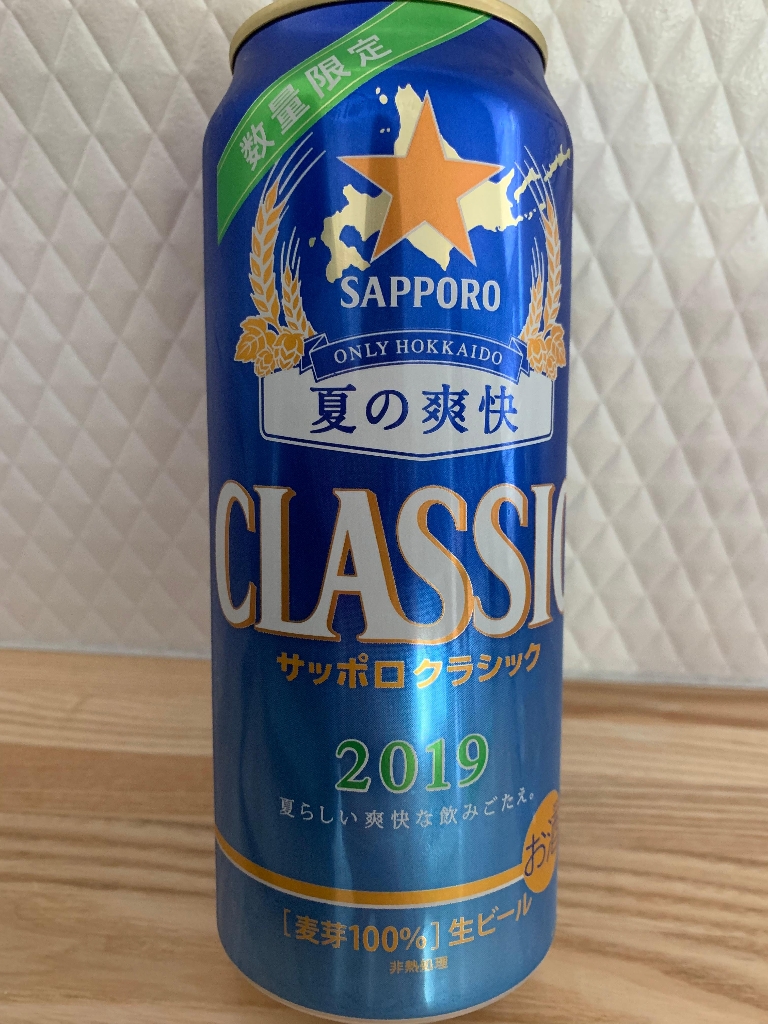 数量限定
SAPPORO
ONLY HOKKAIDO
夏の爽快
CLASSIC
サッポロクラシック
2019
夏らしい爽快な飲みごたえ。
お酒
[麦芽100%]生ビール
非熱処理